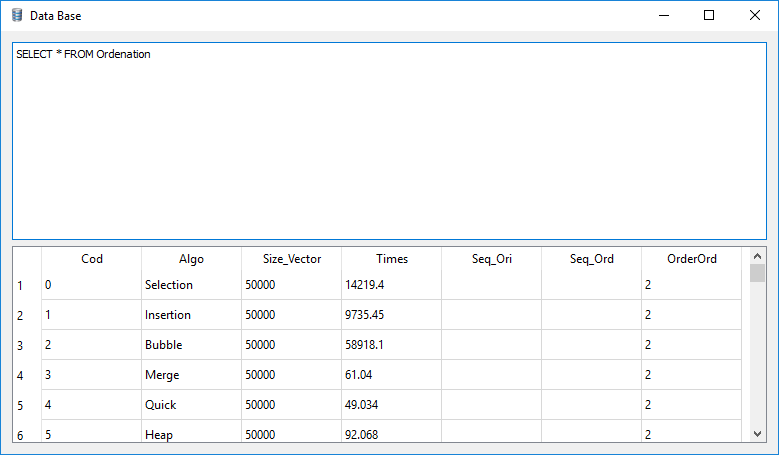 Data Base
SELECT * FROM Ordenation
Cod Algo Size_Vector Times Seq_Ori Seq_Ord OrderOrd
1 0 Selection 50000 14219.4 2
2 1 Insertion 50000 9735.45 2
3 2 Bubble 50000 58918.1 2
4 3 Merge 50000 61.04 2
5 4 Quick 50000 49.034 2
6 5 Heap 50000 92.068 2